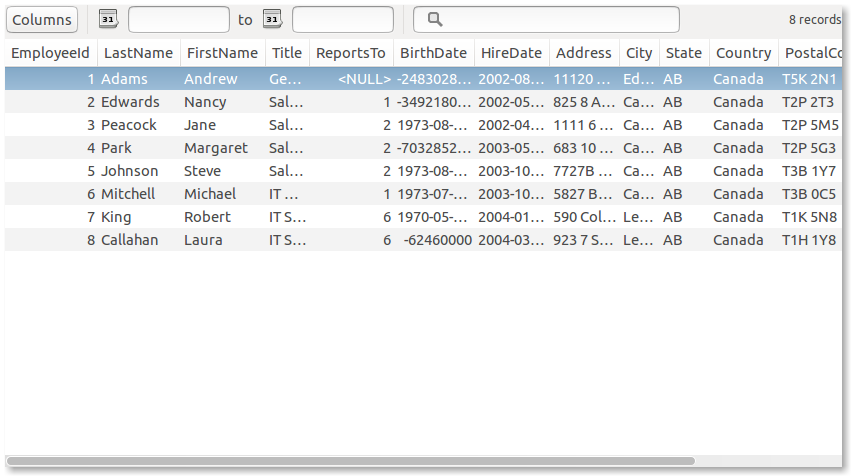 Columns 31 to 31 8 records
EmployeeId LastName FirstName Title ReportsTo BirthDate HireDate Address City State Country PostalCo
1 Adams Andrew Ge... <NULL> -2483028... 2002-08... 11120 ... Ed... AB Canada T5K 2N1
2 Edwards Nancy Sal... 1 -3492180... 2002-05... 825 8 A... Ca... AB Canada T2P 2T3
3 Peacock Jane Sal... 2 1973-08-... 2002-04... 1111 6 ... Ca... AB Canada T2P 5M5
4 Park Margaret Sal... 2 -7032852... 2003-05... 683 10 ... Ca... AB Canada T2P 5G3
5 Johnson Steve Sal... 2 1973-08-... 2003-10... 7727B ... Ca... AB Canada T3B 1Y7
6 Mitchell Michael IT ... 1 1973-07-... 2003-10... 5827 B... Ca... AB Canada T3B 0C5
7 King Robert IT S... 6 1970-05-... 2004-01... 590 Col... Le... AB Canada T1K 5N8
8 Callahan Laura IT S... 6 -62460000 2004-03... 923 7 S... Le... AB Canada T1H 1Y8